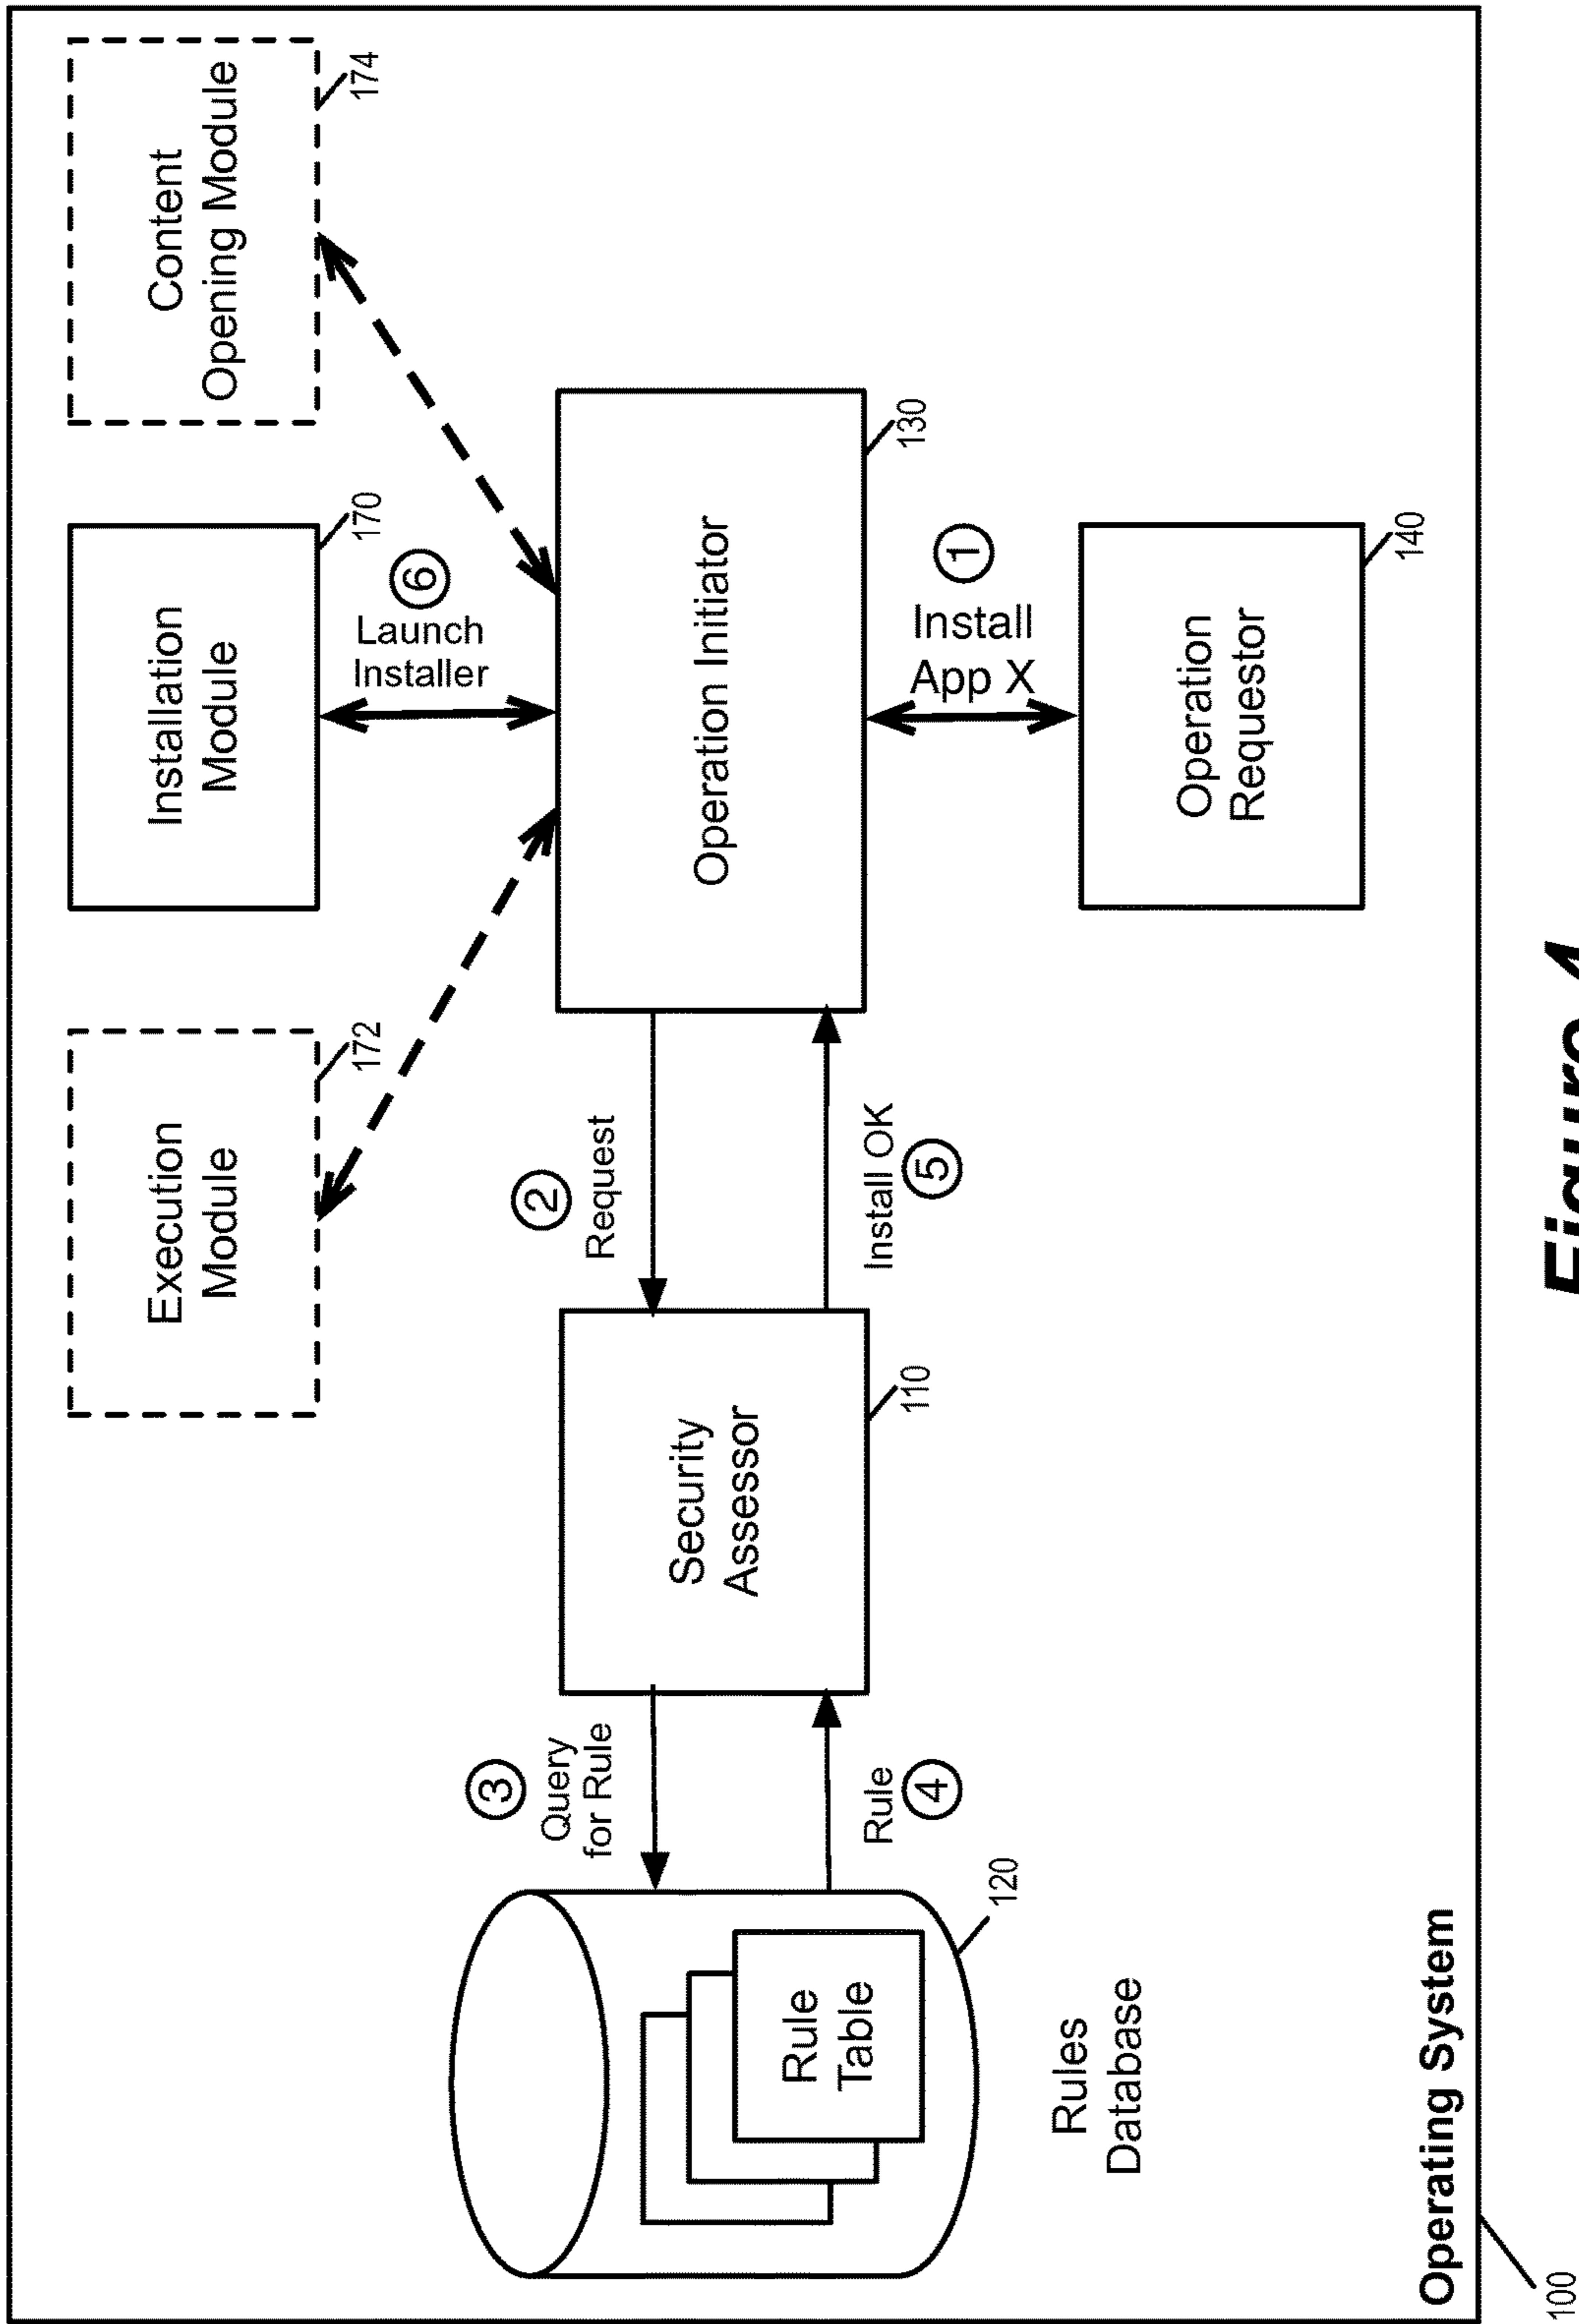 Execution
Module
172
Installation
Module
170
Content
Opening Module
174
6
Launch
Installer
3
Query
for Rule
2
Request
Rule
Table
120
Security
Assessor
110
Operation Initiator
130
Rule
4
Install OK
5
1
Install
App X
Rules
Database
Operation
Requestor
140
Operating System
100
Figure 4